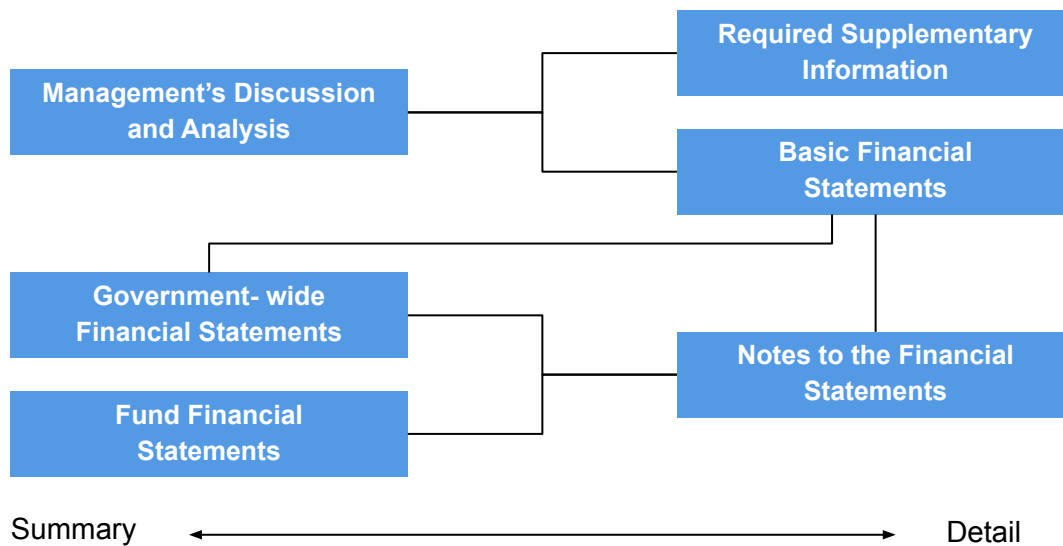 Required Supplementary
Information
Management’s Discussion
and Analysis
Basic Financial
Statements
Government- wide
Financial Statements
Notes to the Financial
Statements
Fund Financial
Statements
Summary
Detail